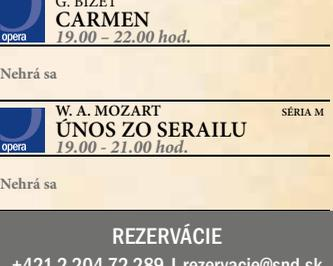 G. BIZET
CARMEN
opera
19.00 – 22.00 hod.
Nehrá sa
W. A. MOZART SÉRIA M
ÚNOS ZO SERAILU
opera
19.00 - 21.00 hod.
Nehrá sa
REZERVÁCIE
+421 2 204 72 289 | rezervacie@snd.sk